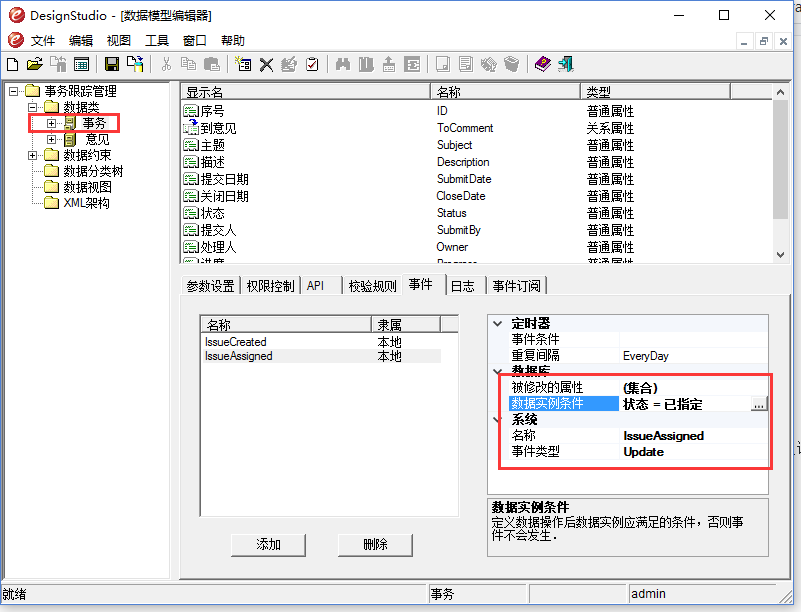 DesignStudio - [数据模型编辑器]
文件 编辑 视图 工具 窗口 帮助
事务跟踪管理
数据类
事务
意见
数据约束
数据分类树
数据视图
XML架构
显示名 名称 类型
序号 ID 普通属性
到意见 ToComment 关系属性
主题 Subject 普通属性
描述 Description 普通属性
提交日期 SubmitDate 普通属性
关闭日期 CloseDate 普通属性
状态 Status 普通属性
提交人 SubmitBy 普通属性
处理人 Owner 普通属性
参数设置 权限控制 API 校验规则 事件 日志 事件订阅
名称 隶属
IssueCreated 本地
IssueAssigned 本地
添加 删除
定时器
事件条件
重复间隔 EveryDay
数据库
被修改的属性 (集合)
数据实例条件 状态 = 已指定 ...
系统
名称 IssueAssigned
事件类型 Update
数据实例条件
定义数据操作后数据实例应满足的条件，否则事
件不会发生.
就绪 事务 admin